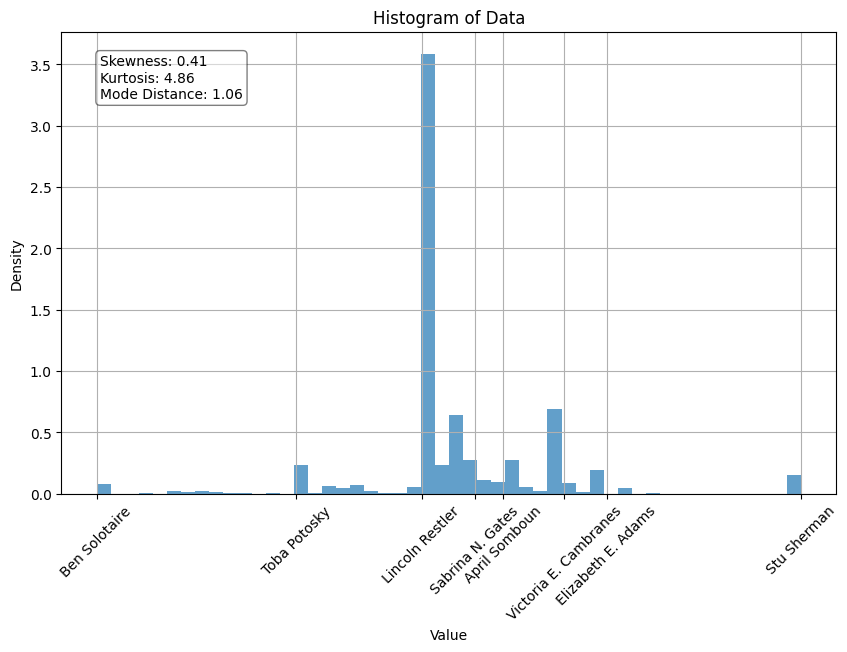 Histogram of Data
Skewness: 0.41
Kurtosis: 4.86
Mode Distance: 1.06
Density
3.5
3.0
2.5
2.0
1.5
1.0
0.5
0.0
Ben Solotaire
Toba Potosky
Lincoln Restler
Sabrina N. Gates
April Somboun
Victoria E. Cambranes
Elizabeth E. Adams
Stu Sherman
Value